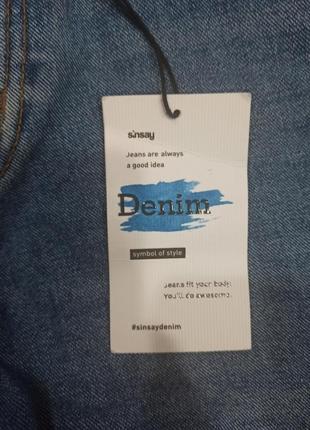 sinsay
Jeans are always
a good idea
Denim
symbol of style
Jeans fit your body.
You'll do awesome.
#sinsaydenim